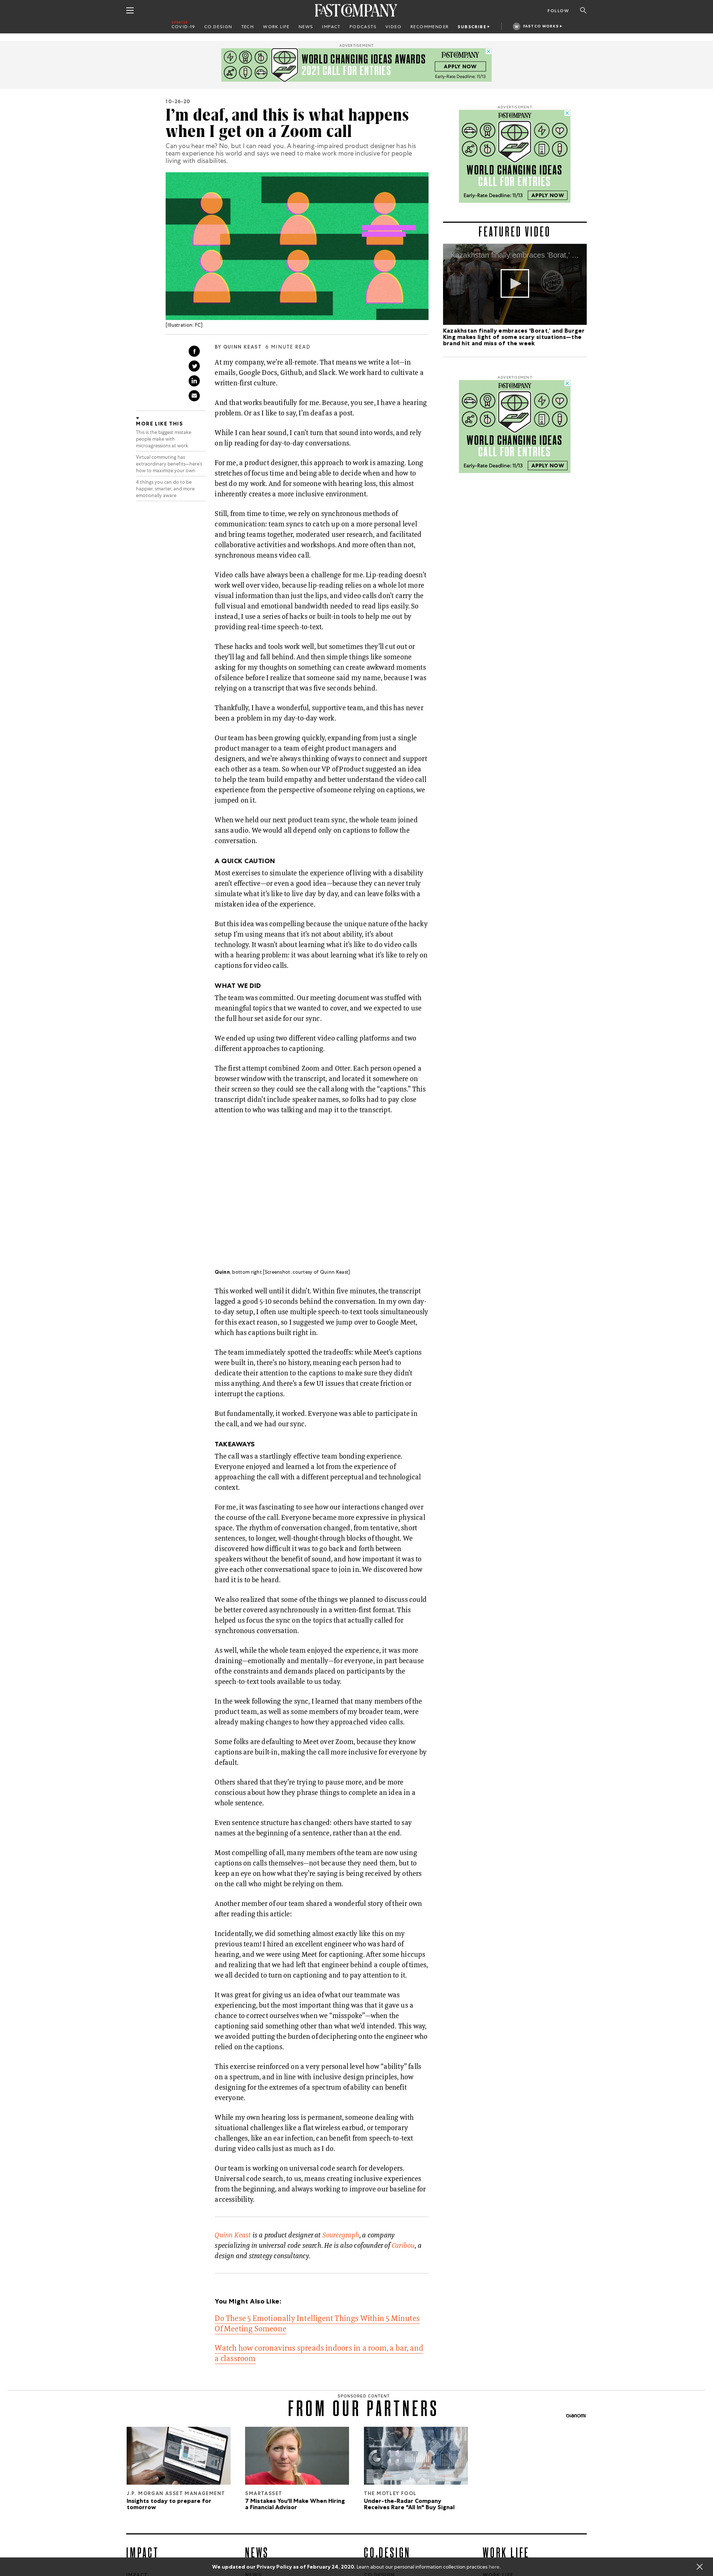 FAST COMPANY
FOLLOW
COVID-19
CO.DESIGN
TECH
WORK LIFE
NEWS
IMPACT
PODCASTS
VIDEO
RECOMMENDER
SUBSCRIBE
FASTCO WORKS
ADVERTISEMENT
WORLD CHANGING IDEAS AWARDS
2021 CALL FOR ENTRIES
FAST COMPANY
APPLY NOW
Early-Rate Deadline: 11/13
10-26-20
I’m deaf, and this is what happens
when I get on a Zoom call
Can you hear me? No, but I can read you. A hearing-impaired product designer has his
team experience his world and says we need to make work more inclusive for people
living with disabilites.
[Illustration: FC]
BY QUINN KEAST 6 MINUTE READ
MORE LIKE THIS
This is the biggest mistake
people make with
microagressions at work
Virtual commuting has
extraordinary benefits—here’s
how to maximize your own
4 things you can do to be
happier, smarter, and more
emotionally aware
At my company, we’re all-remote. That means we write a lot—in
emails, Google Docs, Github, and Slack. We work hard to cultivate a
written-first culture.
And that works beautifully for me. Because, you see, I have a hearing
problem. Or as I like to say, I’m deaf as a post.
While I can hear sound, I can’t turn that sound into words, and rely
on lip reading for day-to-day conversations.
For me, a product designer, this approach to work is amazing. Long
stretches of focus time and being able to decide when and how to
best do my work. And for someone with hearing loss, this almost
inherently creates a more inclusive environment.
Still, from time to time, we rely on synchronous methods of
communication: team syncs to catch up on a more personal level
and bring teams together, moderated user research, and facilitated
collaborative activities and workshops. And more often than not,
synchronous means video call.
Video calls have always been a challenge for me. Lip-reading doesn’t
work well over video, because lip-reading relies on a whole lot more
visual information than just the lips, and video calls don’t carry the
full visual and emotional bandwidth needed to read lips easily. So
instead, I use a series of hacks or built-in tools to help me out by
providing real-time speech-to-text.
These hacks and tools work well, but sometimes they’ll cut out or
they’ll lag and fall behind. And then simple things like someone
asking for my thoughts on something can create awkward moments
of silence before I realize that someone said my name, because I was
relying on a transcript that was five seconds behind.
Thankfully, I have a wonderful, supportive team, and this has never
been a problem in my day-to-day work.
Our team has been growing quickly, expanding from just a single
product manager to a team of eight product managers and
designers, and we’re always thinking of ways to connect and support
each other as a team. So when our VP of Product suggested an idea
to help the team build empathy and better understand the video call
experience from the perspective of someone relying on captions, we
jumped on it.
When we held our next product team sync, the whole team joined
sans audio. We would all depend only on captions to follow the
conversation.
A QUICK CAUTION
Most exercises to simulate the experience of living with a disability
aren’t effective—or even a good idea—because they can never truly
simulate what it’s like to live day by day, and can leave folks with a
mistaken idea of the experience.
But this idea was compelling because the unique nature of the hacky
setup I’m using means that it’s not about ability, it’s about
technology. It wasn’t about learning what it’s like to do video calls
with a hearing problem: it was about learning what it’s like to rely on
captions for video calls.
WHAT WE DID
The team was committed. Our meeting document was stuffed with
meaningful topics that we wanted to cover, and we expected to use
the full hour set aside for our sync.
We ended up using two different video calling platforms and two
different approaches to captioning.
The first attempt combined Zoom and Otter. Each person opened a
browser window with the transcript, and located it somewhere on
their screen so they could see the call along with the “captions.” This
transcript didn’t include speaker names, so folks had to pay close
attention to who was talking and map it to the transcript.
Quinn, bottom right [Screenshot: courtesy of Quinn Keast]
This worked well until it didn’t. Within five minutes, the transcript
lagged a good 5-10 seconds behind the conversation. In my own day-
to-day setup, I often use multiple speech-to-text tools simultaneously
for this exact reason, so I suggested we jump over to Google Meet,
which has captions built right in.
The team immediately spotted the tradeoffs: while Meet’s captions
were built in, there’s no history, meaning each person had to
dedicate their attention to the captions to make sure they didn’t
miss anything. And there’s a few UI issues that create friction or
interrupt the captions.
But fundamentally, it worked. Everyone was able to participate in
the call, and we had our sync.
TAKEAWAYS
The call was a startlingly effective team bonding experience.
Everyone enjoyed and learned a lot from the experience of
approaching the call with a different perceptual and technological
context.
For me, it was fascinating to see how our interactions changed over
the course of the call. Everyone became more expressive in physical
space. The rhythm of conversation changed, from tentative, short
sentences, to longer, well-thought-through blocks of thought. We
discovered how difficult it was to go back and forth between
speakers without the benefit of sound, and how important it was to
give each other conversational space to join in. We discovered how
hard it is to be heard.
We also realized that some of the things we planned to discuss could
be better covered asynchronously in a written-first format. This
helped us focus the sync on the topics that actually called for
synchronous conversation.
As well, while the whole team enjoyed the experience, it was more
draining—emotionally and mentally—for everyone, in part because
of the constraints and demands placed on participants by the
speech-to-text tools available to us today.
In the week following the sync, I learned that many members of the
product team, as well as some members of my broader team, were
already making changes to how they approached video calls.
Some folks are defaulting to Meet over Zoom, because they know
captions are built-in, making the call more inclusive for everyone by
default.
Others shared that they’re trying to pause more, and be more
conscious about how they phrase things to complete an idea in a
whole sentence.
Even sentence structure has changed: others have started to say
names at the beginning of a sentence, rather than at the end.
Most compelling of all, many members of the team are now using
captions on calls themselves—not because they need them, but to
keep an eye on how what they’re saying is being received by others
on the call who might be relying on them.
Another member of our team shared a wonderful story of their own
after reading this article:
Incidentally, we did something almost exactly like this on my
previous team! I hired an excellent engineer who was hard of
hearing, and we were using Meet for captioning. After some hiccups
and realizing that we had left that engineer behind a couple of times,
we all decided to turn on captioning and to pay attention to it.
It was great for giving us an idea of what our teammate was
experiencing, but the most important thing was that it gave us a
chance to correct ourselves when we “misspoke”—when the
captioning said something other than what we’d intended. This way,
we avoided putting the burden of deciphering onto the engineer who
relied on the captions.
This exercise reinforced on a very personal level how “ability” falls
on a spectrum, and in line with inclusive design principles, how
designing for the extremes of a spectrum of ability can benefit
everyone.
While my own hearing loss is permanent, someone dealing with
situational challenges like a flat wireless earbud, or temporary
challenges, like an ear infection, can benefit from speech-to-text
during video calls just as much as I do.
Our team is working on universal code search for developers.
Universal code search, to us, means creating inclusive experiences
from the beginning, and always working to improve our baseline for
accessibility.
Quinn Keast is a product designer at Sourcegraph, a company
specializing in universal code search. He is also cofounder of Caribou, a
design and strategy consultancy.
You Might Also Like:
Do These 5 Emotionally Intelligent Things Within 5 Minutes
Of Meeting Someone
Watch how coronavirus spreads indoors in a room, a bar, and
a classroom
ADVERTISEMENT
FAST COMPANY
WORLD CHANGING IDEAS
CALL FOR ENTRIES
Early-Rate Deadline: 11/13 APPLY NOW
FEATURED VIDEO
Kazakhstan finally embraces ‘Borat,’ ...
Kazakhstan finally embraces ‘Borat,’ and Burger
King makes light of some scary situations—the
brand hit and miss of the week
ADVERTISEMENT
FAST COMPANY
WORLD CHANGING IDEAS
CALL FOR ENTRIES
Early-Rate Deadline: 11/13 APPLY NOW
SPONSORED CONTENT
FROM OUR PARTNERS
J.P. MORGAN ASSET MANAGEMENT
Insights today to prepare for
tomorrow
SMARTASSET
7 Mistakes You'll Make When Hiring
a Financial Advisor
THE MOTLEY FOOL
Under-the-Radar Company
Receives Rare "All In" Buy Signal
IMPACT
NEWS
CO.DESIGN
WORK LIFE
We updated our Privacy Policy as of February 24, 2020. Learn about our personal information collection practices here.